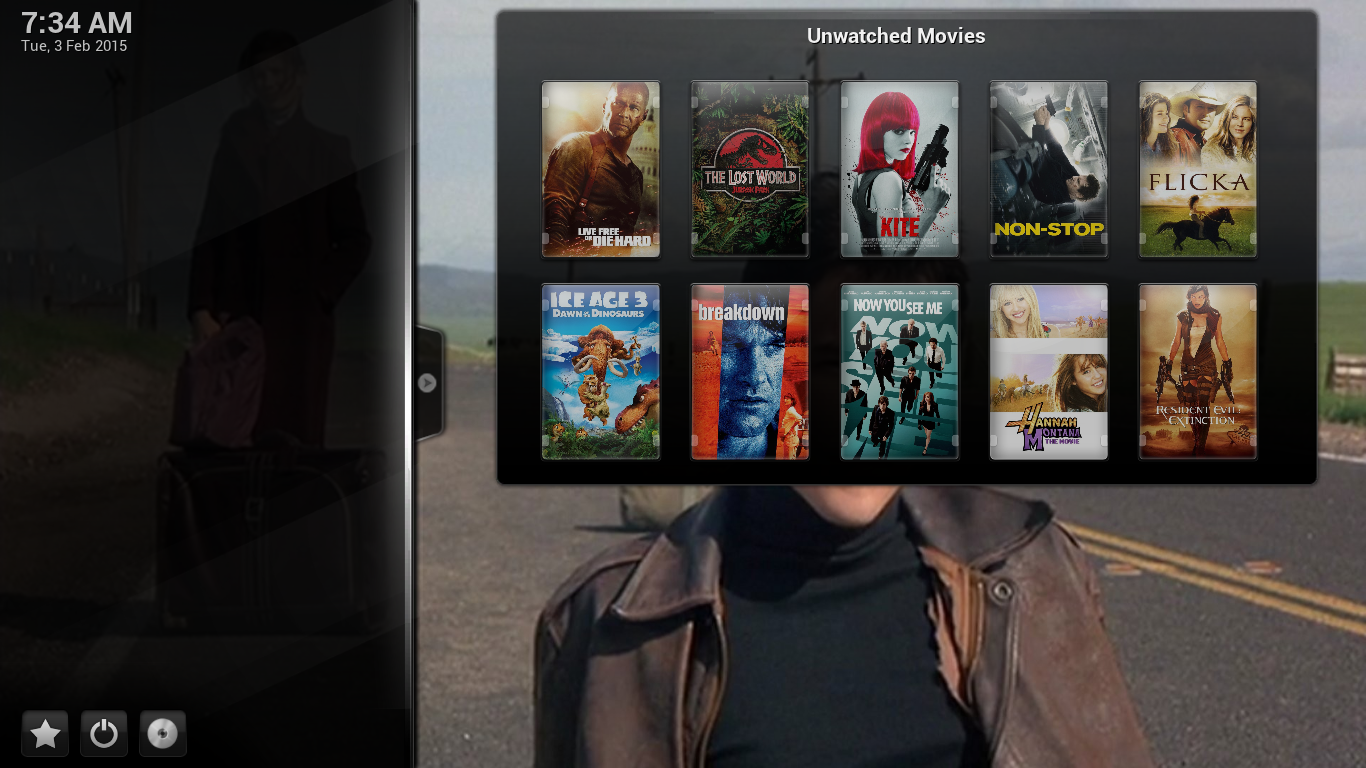 7:34 AM
Tue, 3 Feb 2015
Unwatched Movies
LIVE FREE
OR DIE HARD
THE LOST WORLD
JURASSIC PARK
KITE
NON-STOP
FLICKA
ICE AGE 3
DAWN OF THE DINOSAURS
breakdown
NOW YOU SEE ME
NOW
HANNAH
MONTANA
THE MOVIE
RESIDENT EVIL:
EXTINCTION